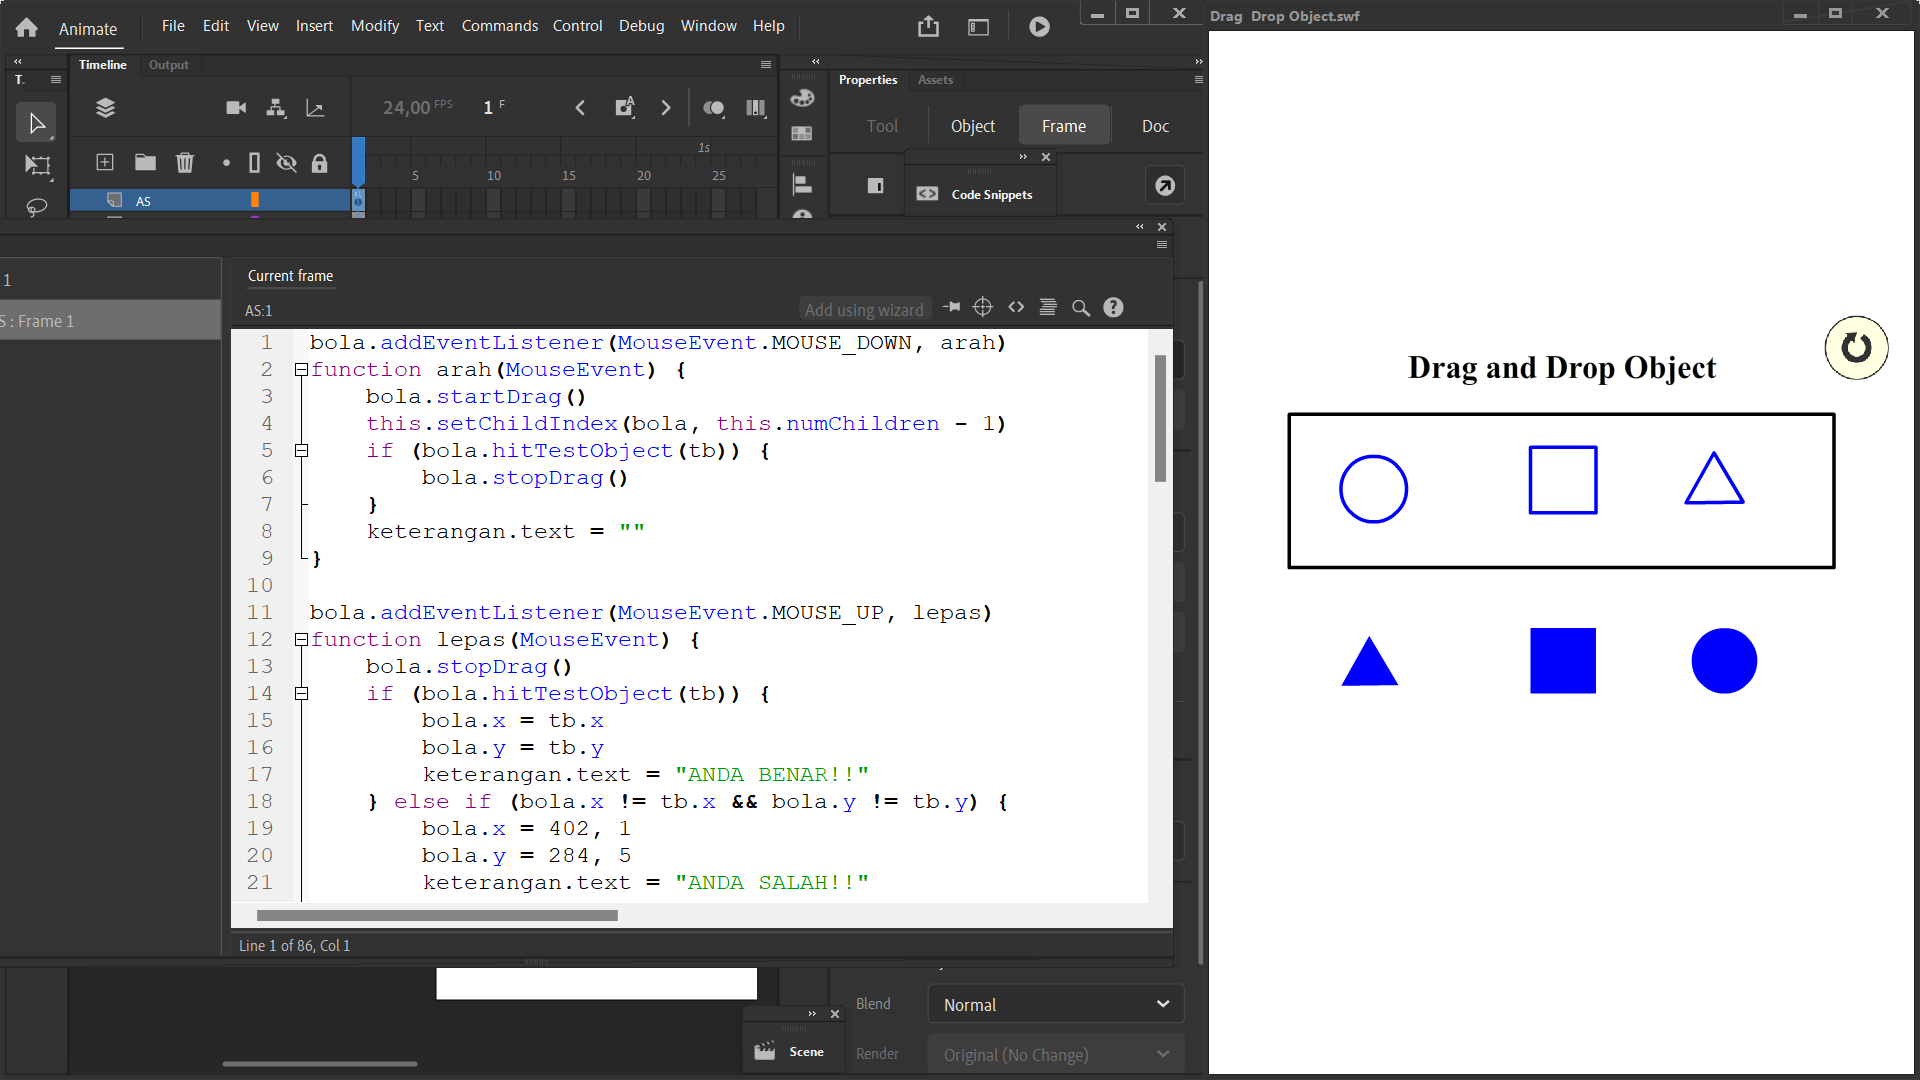 Animate
File Edit View Insert Modify Text Commands Control Debug Window Help
Drag Drop Object.swf
T.
Timeline Output
Properties Assets
24,00 FPS 1 F
Tool Object Frame Doc
1s
5 10 15 20 25
Code Snippets
AS
1
S : Frame 1
Current frame
AS:1
Add using wizard
1 bola.addEventListener(MouseEvent.MOUSE_DOWN, arah)
2 function arah(MouseEvent) {
3 bola.startDrag()
4 this.setChildIndex(bola, this.numChildren - 1)
5 if (bola.hitTestObject(tb)) {
6 bola.stopDrag()
7 }
8 keterangan.text = ""
9 }
10
11 bola.addEventListener(MouseEvent.MOUSE_UP, lepas)
12 function lepas(MouseEvent) {
13 bola.stopDrag()
14 if (bola.hitTestObject(tb)) {
15 bola.x = tb.x
16 bola.y = tb.y
17 keterangan.text = "ANDA BENAR!!"
18 } else if (bola.x != tb.x && bola.y != tb.y) {
19 bola.x = 402, 1
20 bola.y = 284, 5
21 keterangan.text = "ANDA SALAH!!"
Line 1 of 86, Col 1
Blend Normal
Scene
Render Original (No Change)
Drag and Drop Object